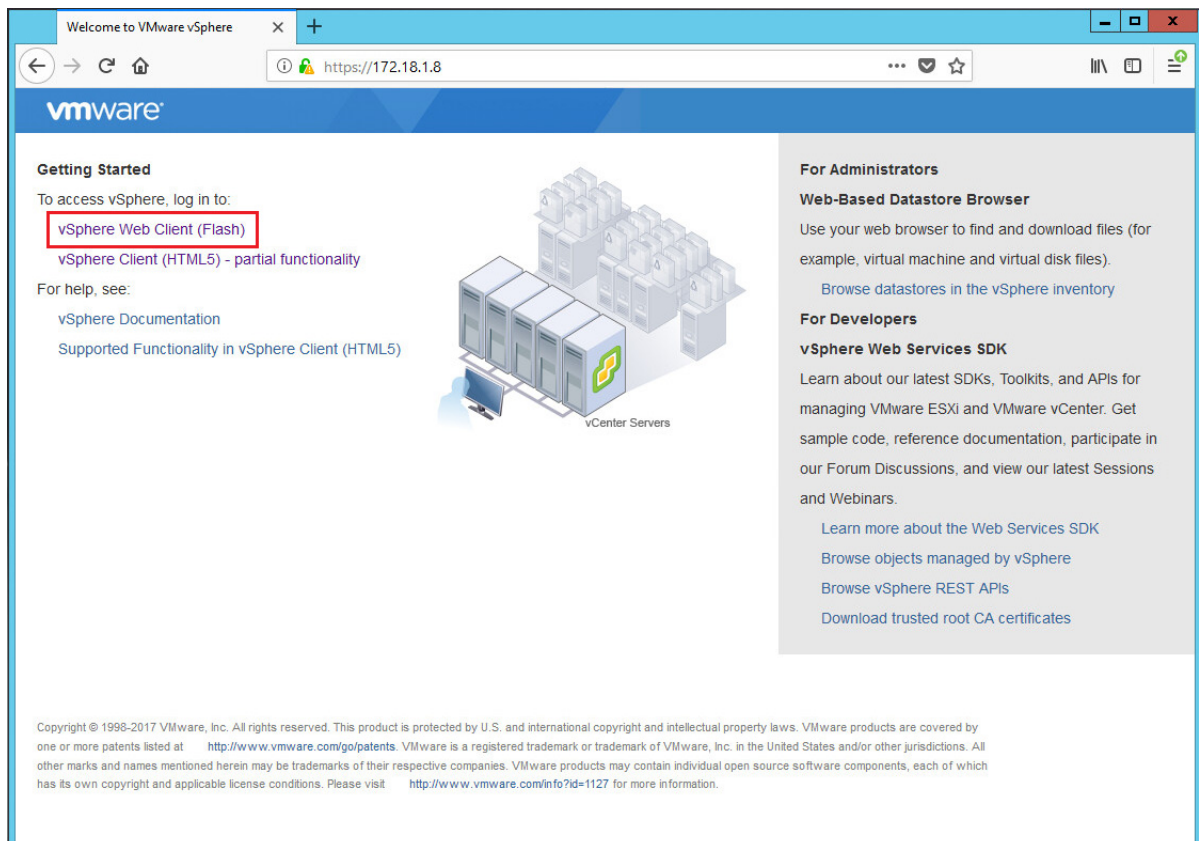 Welcome to VMware vSphere
https://172.18.1.8
vmware
Getting Started
To access vSphere, log in to:
vSphere Web Client (Flash)
vSphere Client (HTML5) - partial functionality
For help, see:
vSphere Documentation
Supported Functionality in vSphere Client (HTML5)
vCenter Servers
For Administrators
Web-Based Datastore Browser
Use your web browser to find and download files (for
example, virtual machine and virtual disk files).
Browse datastores in the vSphere inventory
For Developers
vSphere Web Services SDK
Learn about our latest SDKs, Toolkits, and APIs for
managing VMware ESXi and VMware vCenter. Get
sample code, reference documentation, participate in
our Forum Discussions, and view our latest Sessions
and Webinars.
Learn more about the Web Services SDK
Browse objects managed by vSphere
Browse vSphere REST APIs
Download trusted root CA certificates
Copyright © 1998-2017 VMware, Inc. All rights reserved. This product is protected by U.S. and international copyright and intellectual property laws. VMware products are covered by
one or more patents listed at http://www.vmware.com/go/patents. VMware is a registered trademark or trademark of VMware, Inc. in the United States and/or other jurisdictions. All
other marks and names mentioned herein may be trademarks of their respective companies. VMware products may contain individual open source software components, each of which
has its own copyright and applicable license conditions. Please visit http://www.vmware.com/info?id=1127 for more information.